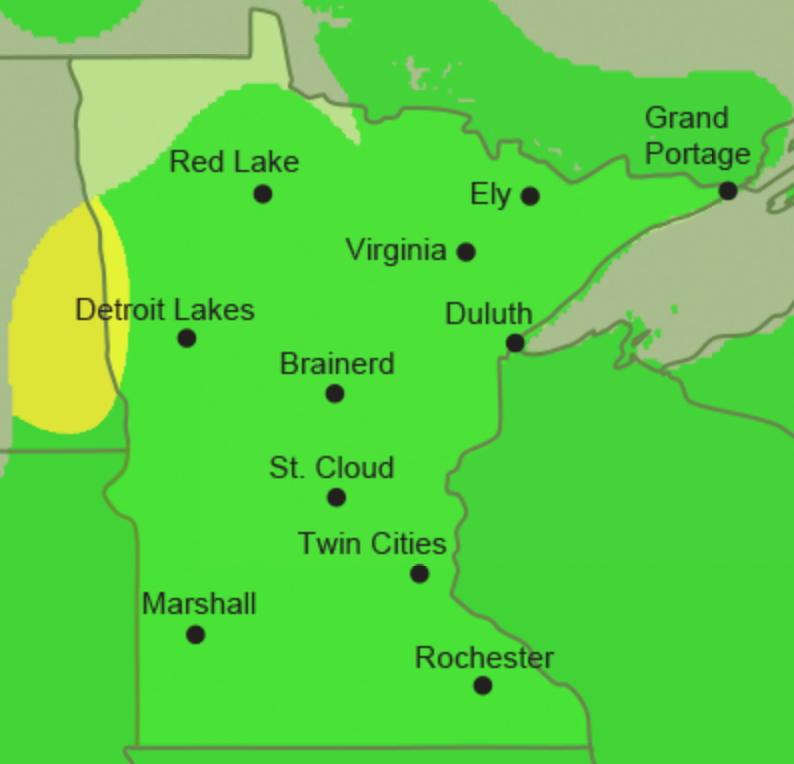 Grand
Portage
Red Lake
Ely
Virginia
Detroit Lakes
Duluth
Brainerd
St. Cloud
Twin Cities
Marshall
Rochester